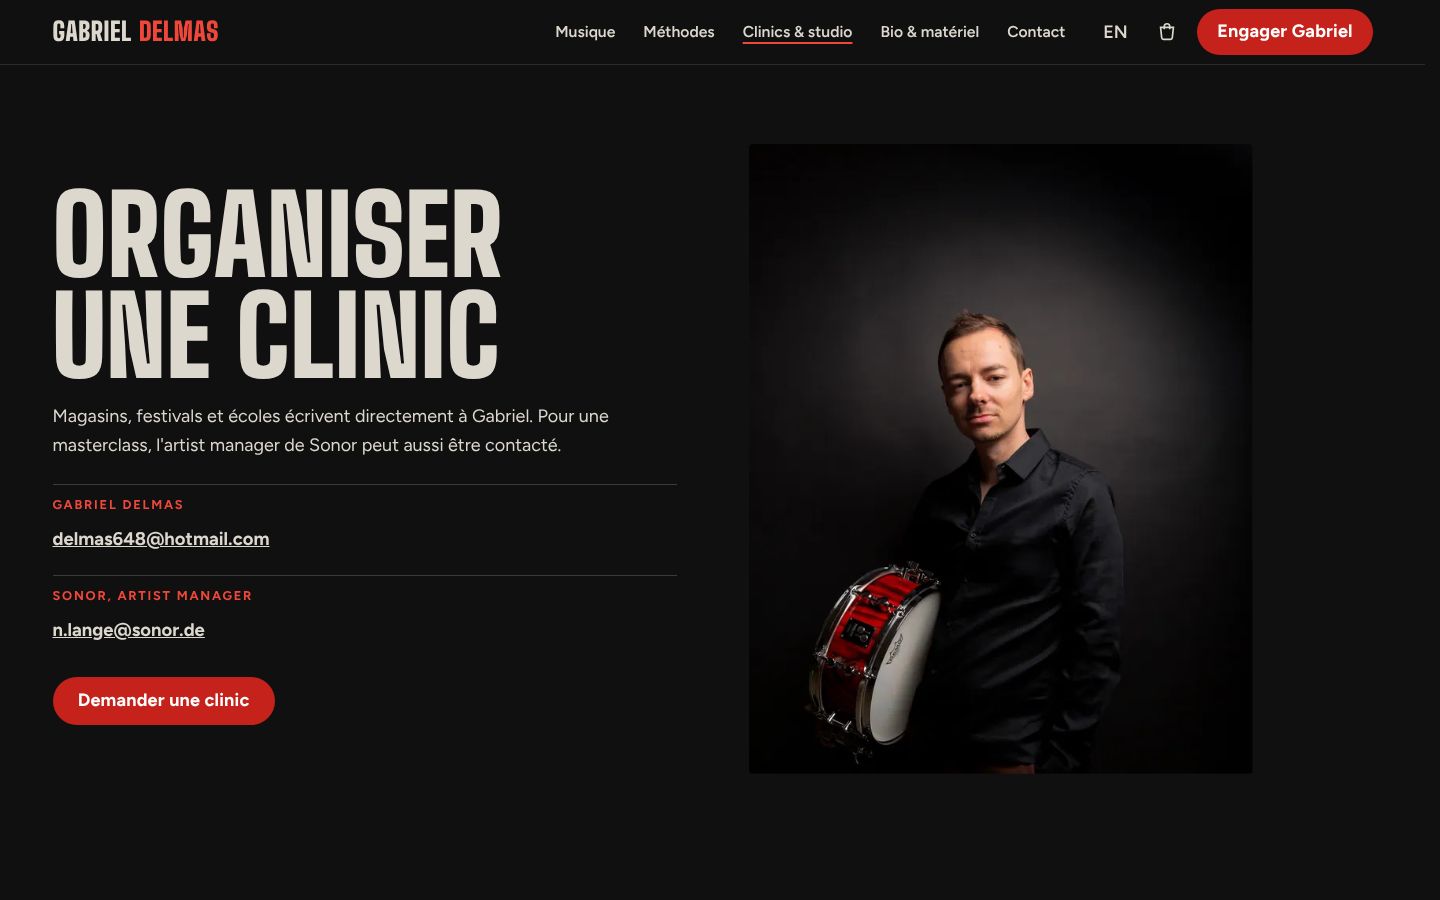 GABRIEL DELMAS
Musique
Méthodes
Clinics & studio
Bio & matériel
Contact
EN
Engager Gabriel
ORGANISER
UNE CLINIC
Magasins, festivals et écoles écrivent directement à Gabriel. Pour une
masterclass, l'artist manager de Sonor peut aussi être contacté.
GABRIEL DELMAS
delmas648@hotmail.com
SONOR, ARTIST MANAGER
n.lange@sonor.de
Demander une clinic